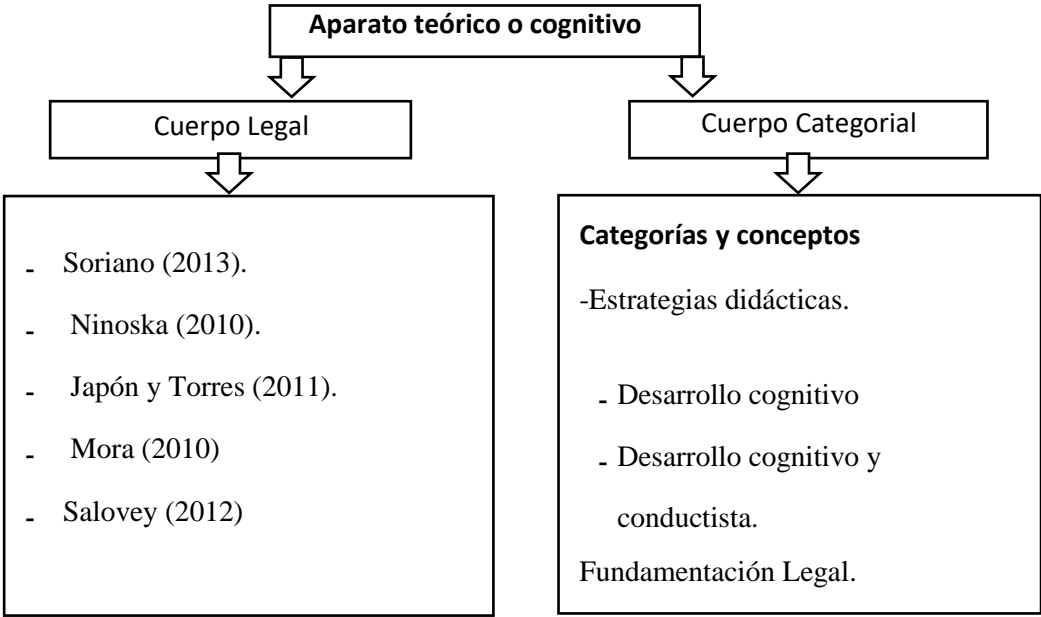 Aparato teórico o cognitivo
Cuerpo Legal
Cuerpo Categorial
- Soriano (2013).
- Ninoska (2010).
- Japón y Torres (2011).
- Mora (2010)
- Salovey (2012)
Categorías y conceptos
-Estrategias didácticas.
- Desarrollo cognitivo
- Desarrollo cognitivo y
conductista.
Fundamentación Legal.